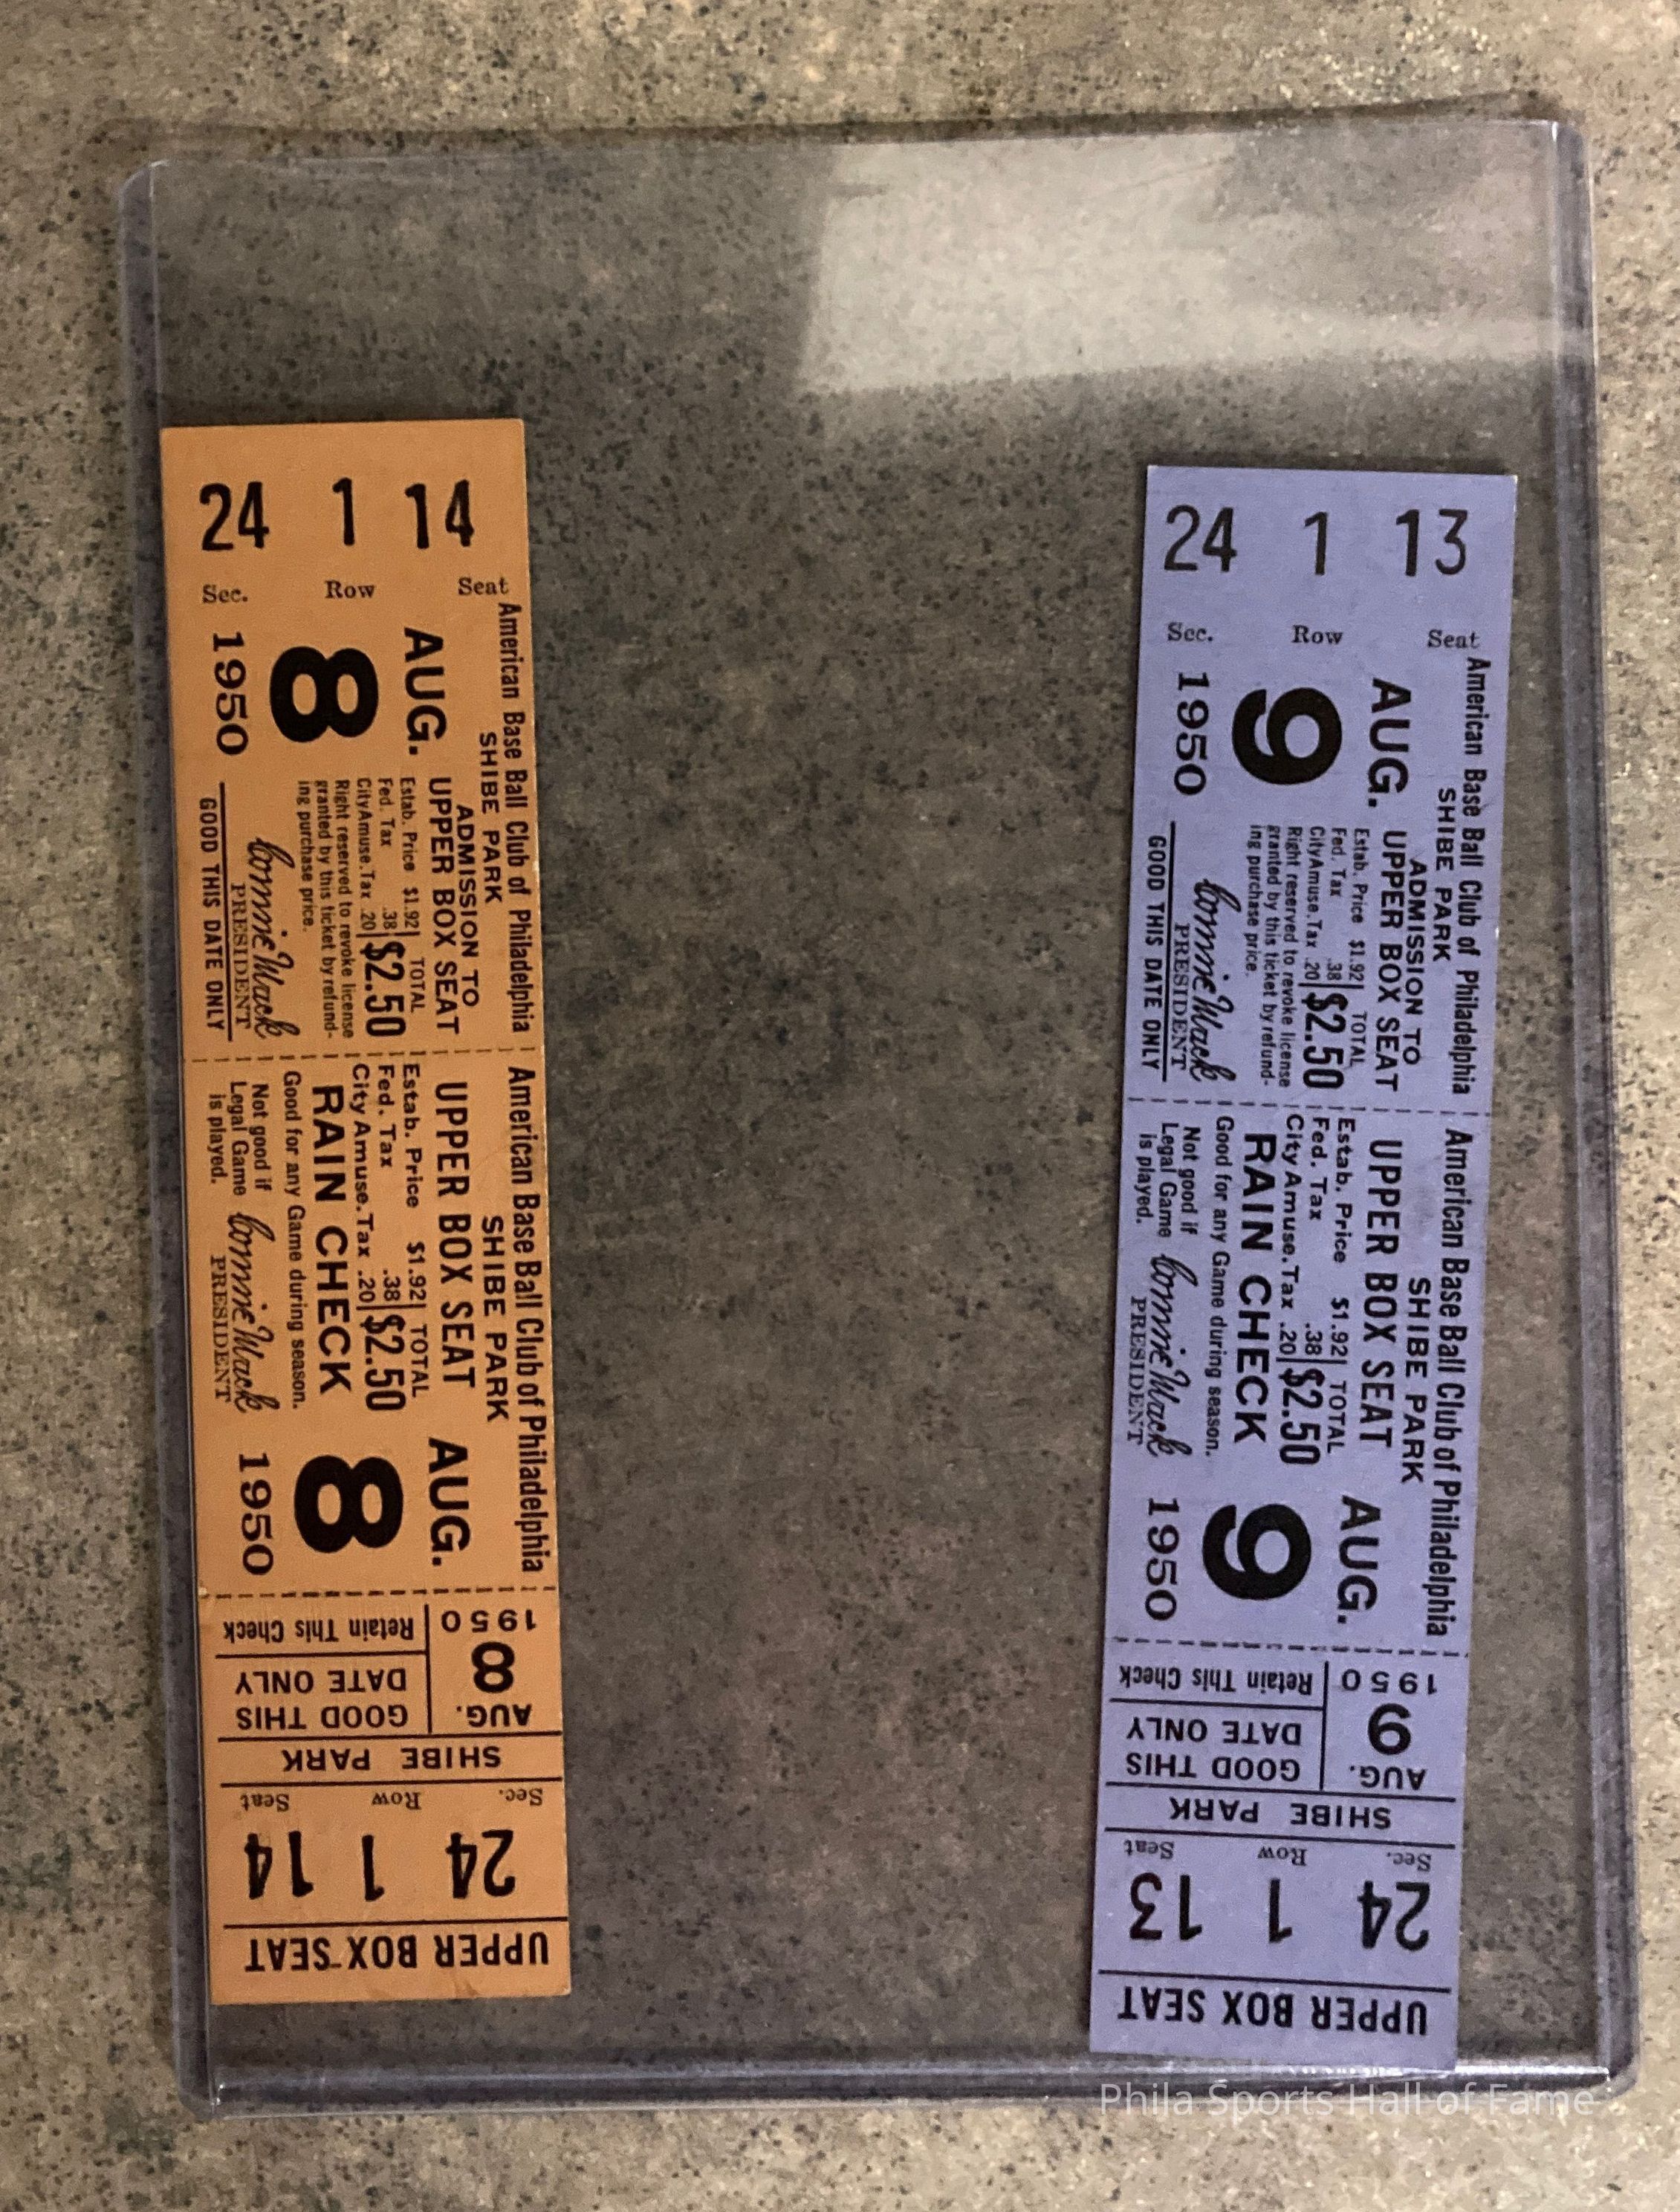 24 1 14
Sec. Row Seat
American Base Ball Club of Philadelphia
SHIBE PARK
ADMISSION TO
UPPER BOX SEAT
AUG.
8
1950
Estab. Price $1.92
Fed. Tax .38
City Amuse. Tax .20
TOTAL
$2.50
Right reserved to revoke license
granted by this ticket by refund-
ing purchase price.
Connie Mack
PRESIDENT
GOOD THIS DATE ONLY
American Base Ball Club of Philadelphia
SHIBE PARK
UPPER BOX SEAT
Estab. Price $1.92
Fed. Tax .38
City Amuse. Tax .20
TOTAL
$2.50
RAIN CHECK
Good for any Game during season.
Not good if
Legal Game
is played.
Connie Mack
PRESIDENT
AUG.
8
1950
UPPER BOX SEAT
24 1 14
Sec. Row Seat
SHIBE PARK
AUG.
8
1950
GOOD THIS
DATE ONLY
Retain This Check
24 1 13
Sec. Row Seat
American Base Ball Club of Philadelphia
SHIBE PARK
ADMISSION TO
UPPER BOX SEAT
AUG.
9
1950
Estab. Price $1.92
Fed. Tax .38
City Amuse. Tax .20
TOTAL
$2.50
Right reserved to revoke license
granted by this ticket by refund-
ing purchase price.
Connie Mack
PRESIDENT
GOOD THIS DATE ONLY
American Base Ball Club of Philadelphia
SHIBE PARK
UPPER BOX SEAT
Estab. Price $1.92
Fed. Tax .38
City Amuse. Tax .20
TOTAL
$2.50
RAIN CHECK
Good for any Game during season.
Not good if
Legal Game
is played.
Connie Mack
PRESIDENT
AUG.
9
1950
UPPER BOX SEAT
24 1 13
Sec. Row Seat
SHIBE PARK
AUG.
9
1950
GOOD THIS
DATE ONLY
Retain This Check
Phila Sports Hall of Fame